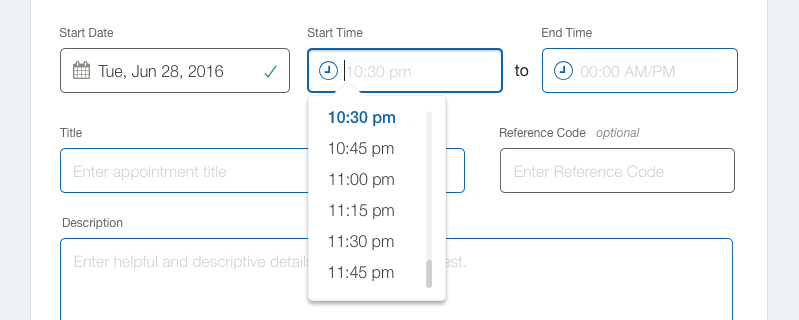 Start Date
Start Time
End Time
Tue, Jun 28, 2016
10:30 pm
to
00:00 AM/PM
10:30 pm
10:45 pm
11:00 pm
11:15 pm
11:30 pm
11:45 pm
Title
Reference Code optional
Enter appointment title
Enter Reference Code
Description
Enter helpful and descriptive details